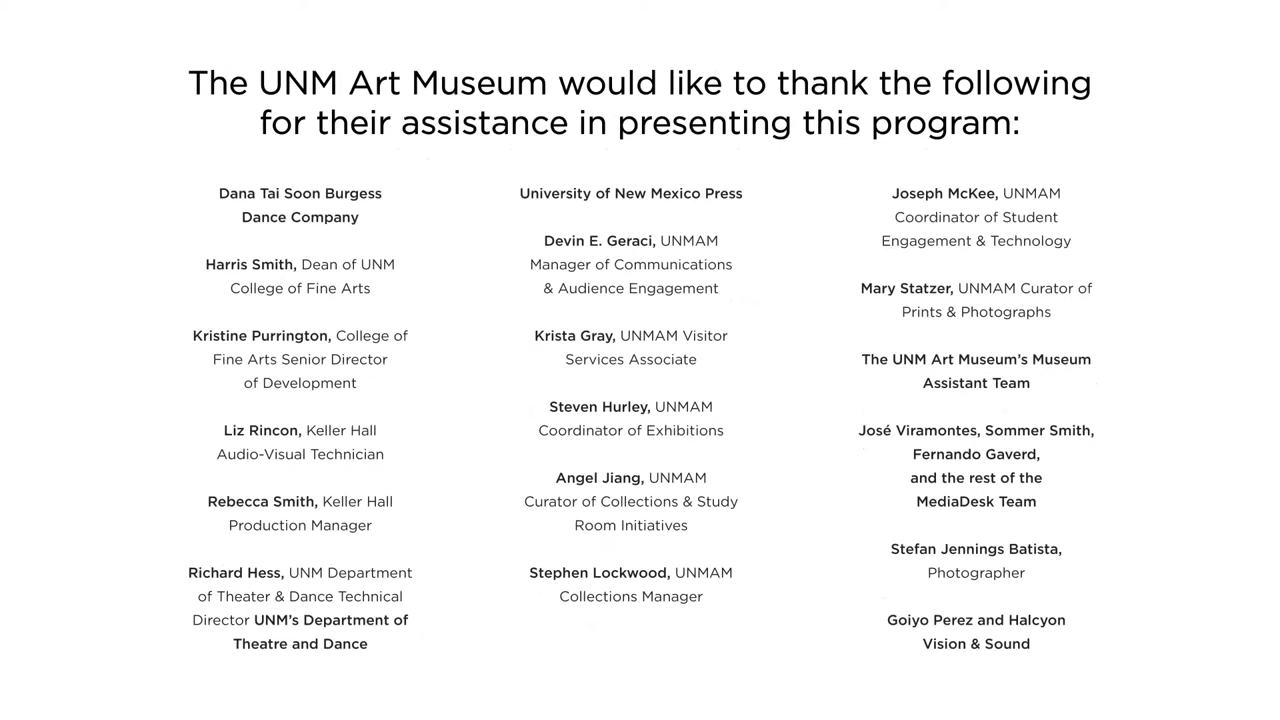 The UNM Art Museum would like to thank the following
for their assistance in presenting this program:
Dana Tai Soon Burgess
Dance Company
Harris Smith, Dean of UNM
College of Fine Arts
Kristine Purrington, College of
Fine Arts Senior Director
of Development
Liz Rincon, Keller Hall
Audio-Visual Technician
Rebecca Smith, Keller Hall
Production Manager
Richard Hess, UNM Department
of Theater & Dance Technical
Director UNM's Department of
Theatre and Dance
University of New Mexico Press
Devin E. Geraci, UNMAM
Manager of Communications
& Audience Engagement
Krista Gray, UNMAM Visitor
Services Associate
Steven Hurley, UNMAM
Coordinator of Exhibitions
Angel Jiang, UNMAM
Curator of Collections & Study
Room Initiatives
Stephen Lockwood, UNMAM
Collections Manager
Joseph McKee, UNMAM
Coordinator of Student
Engagement & Technology
Mary Statzer, UNMAM Curator of
Prints & Photographs
The UNM Art Museum's Museum
Assistant Team
José Viramontes, Sommer Smith,
Fernando Gaverd,
and the rest of the
MediaDesk Team
Stefan Jennings Batista,
Photographer
Goiyo Perez and Halcyon
Vision & Sound